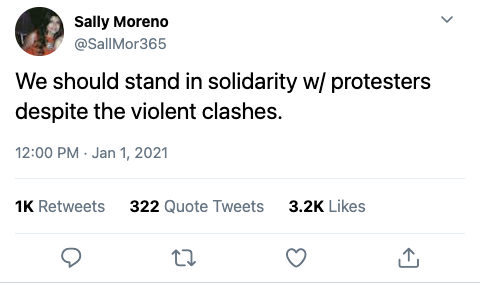 Sally Moreno
@SallMor365
We should stand in solidarity w/ protesters
despite the violent clashes.
12:00 PM · Jan 1, 2021
1K Retweets 322 Quote Tweets 3.2K Likes